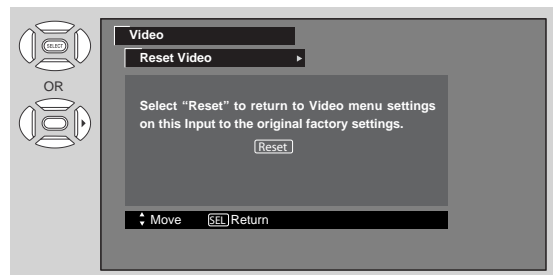 SELECT
OR
Video
Reset Video
Select “Reset” to return to Video menu settings
on this Input to the original factory settings.
Reset
Move SEL Return